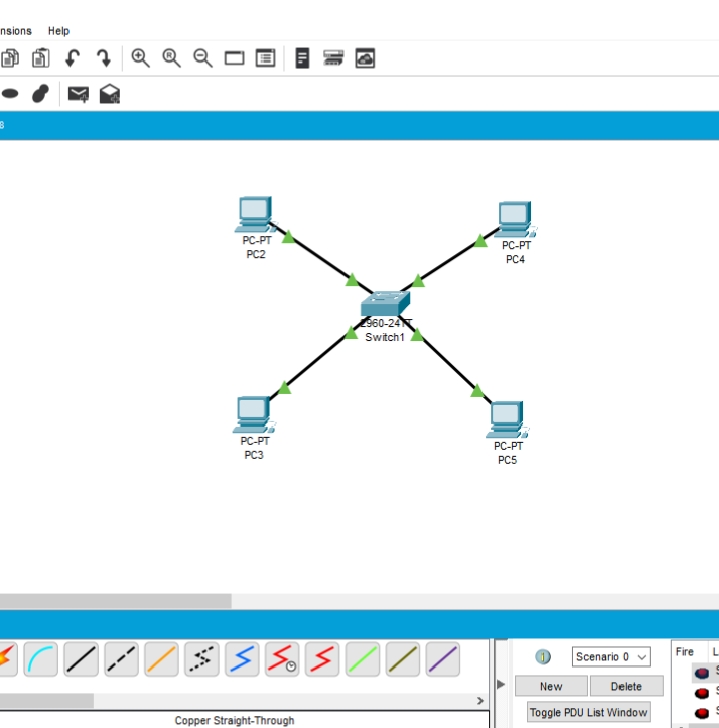 nsions Help
8
PC-PT
PC2
PC-PT
PC4
2960-24TT
Switch1
PC-PT
PC3
PC-PT
PC5
Scenario 0
Fire
New Delete
Toggle PDU List Window
Copper Straight-Through